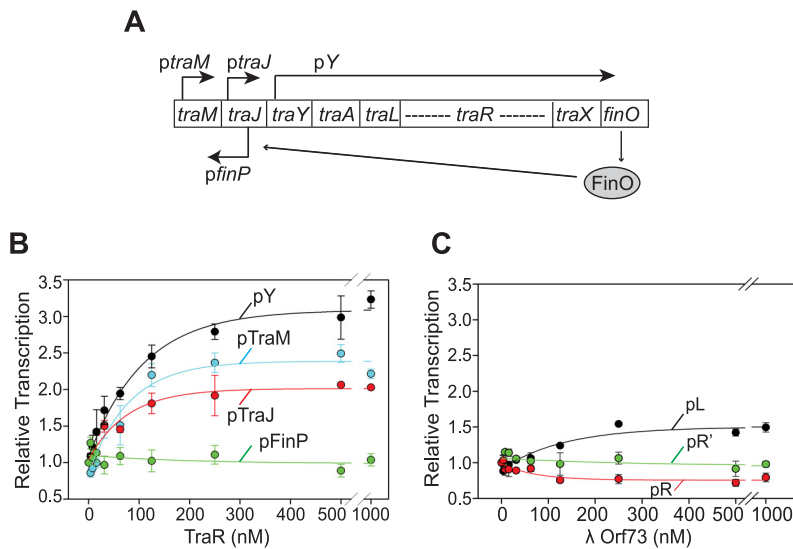 A
ptraM
ptraJ
pY
traM traJ traY traA traL ------- traR ------- traX finO
pfinP
FinO
B
Relative Transcription
3.5
3.0
2.5
2.0
1.5
1.0
0.5
pY
pTraM
pTraJ
pFinP
0 100 200 300 400 500 1000
TraR (nM)
C
Relative Transcription
3.5
3.0
2.5
2.0
1.5
1.0
0.5
pL
pR'
pR
0 100 200 300 400 500 1000
λ Orf73 (nM)